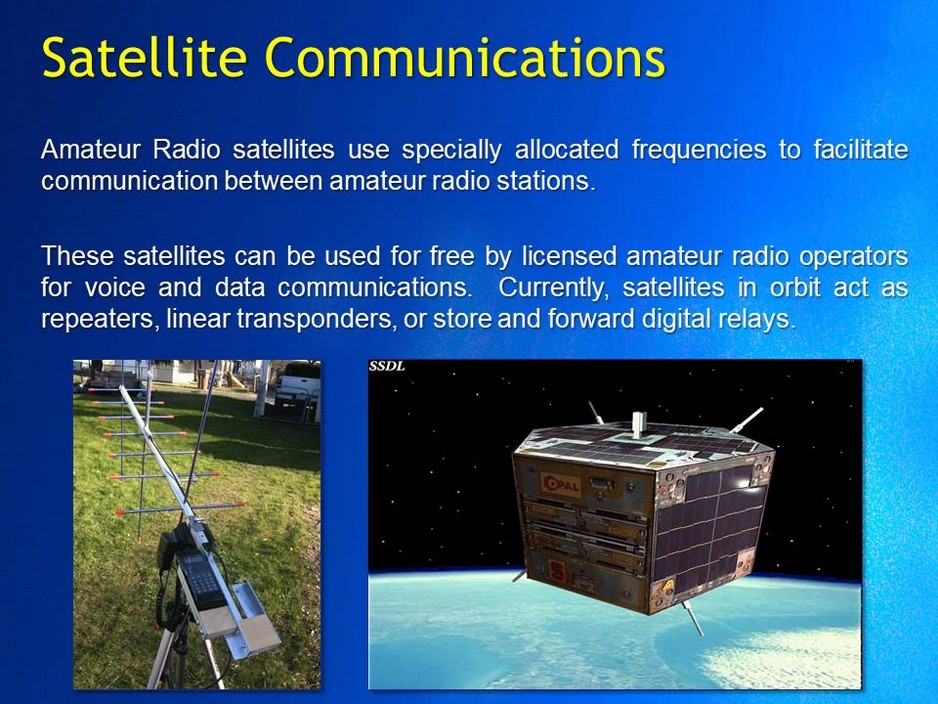 Satellite Communications
Amateur Radio satellites use specially allocated frequencies to facilitate
communication between amateur radio stations.
These satellites can be used for free by licensed amateur radio operators
for voice and data communications. Currently, satellites in orbit act as
repeaters, linear transponders, or store and forward digital relays.
SSDL
OPAL
S